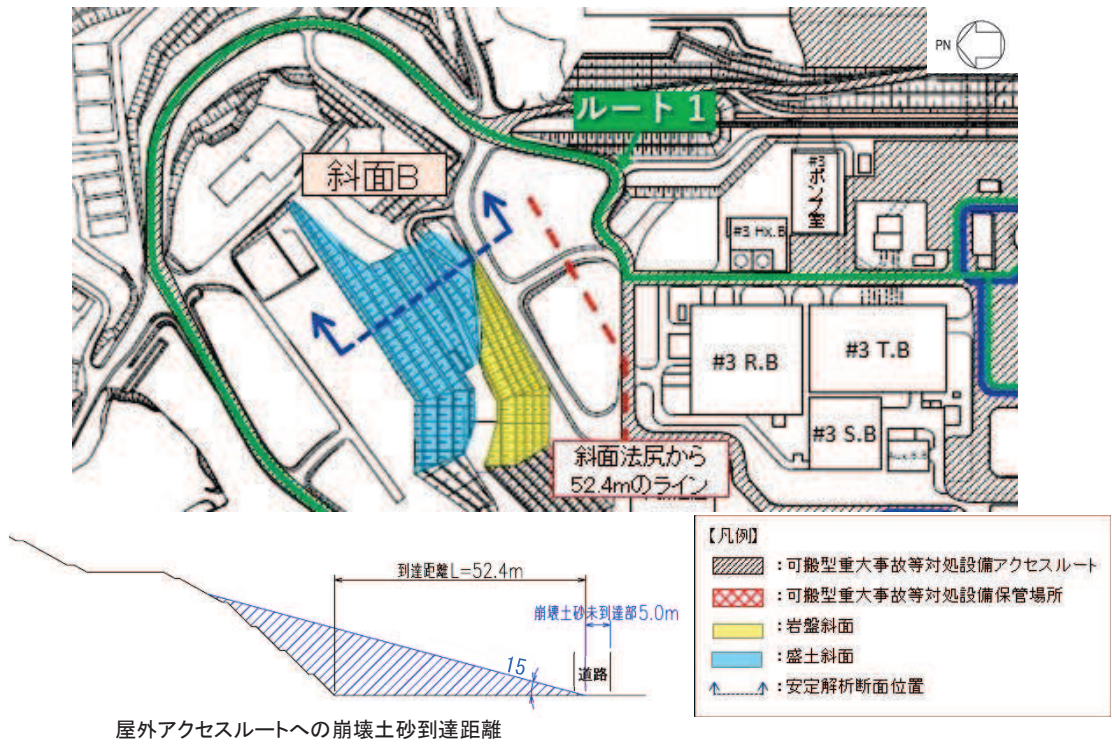 PN
ルート 1
斜面B
#3
ポンプ室
#3 Hx.B
#3 R.B
#3 T.B
#3 S.B
斜面法尻から
52.4mのライン
到達距離L=52.4m
崩壊土砂未到達部5.0m
15
道路
屋外アクセスルートへの崩壊土砂到達距離
【凡例】
：可搬型重大事故等対処設備アクセスルート
：可搬型重大事故等対処設備保管場所
：岩盤斜面
：盛土斜面
：安定解析断面位置